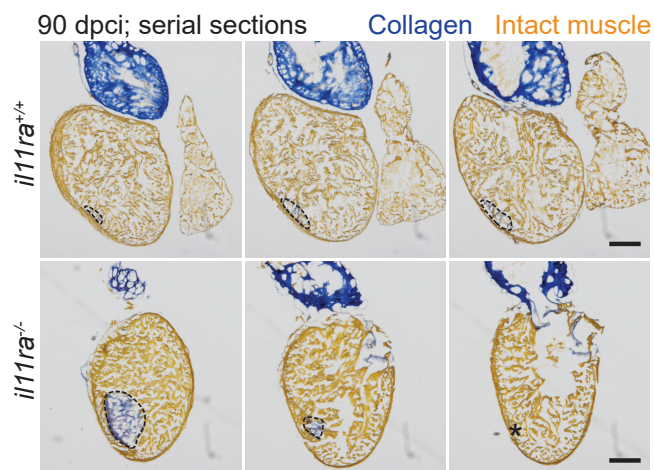 90 dpci; serial sections Collagen Intact muscle
il11ra+/+
il11ra-/-
*